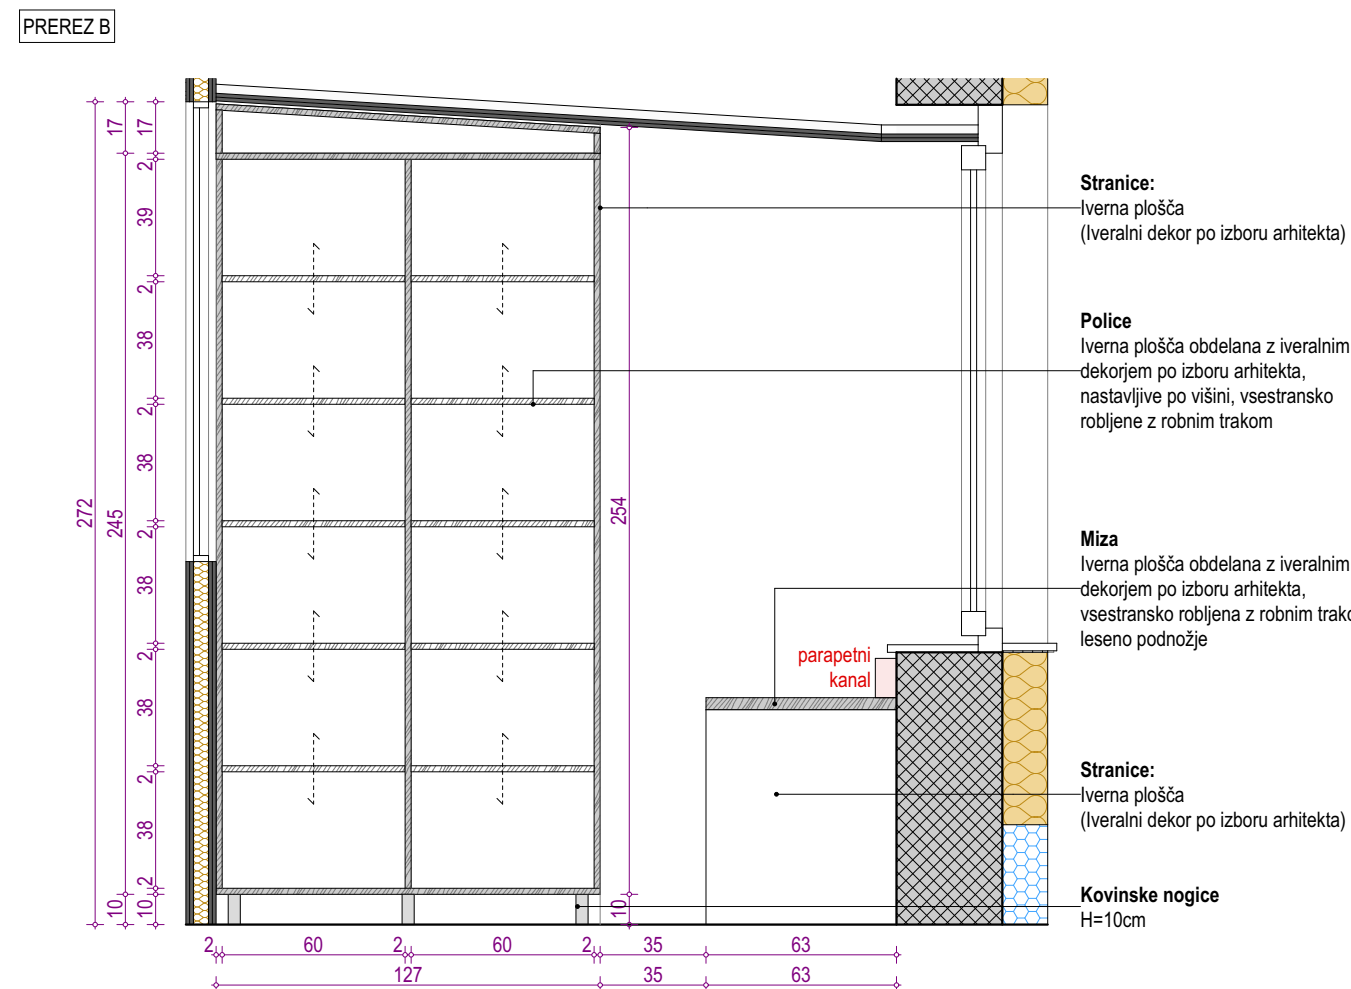 PREREZ B
Stranice:
Iverna plošča
(Iveralni dekor po izboru arhitekta)
Police
Iverna plošča obdelana z iveralnim
dekorjem po izboru arhitekta,
nastavljive po višini, vsestransko
robljene z robnim trakom
Miza
Iverna plošča obdelana z iveralnim
dekorjem po izboru arhitekta,
vsestransko robljena z robnim trako
leseno podnožje
parapetni
kanal
Stranice:
Iverna plošča
(Iveralni dekor po izboru arhitekta)
Kovinske nogice
H=10cm
272
17
245
10
17
2
39
2
38
2
38
2
38
2
38
2
38
2
10
254
10
2
60
2
60
2
35
63
127
35
63